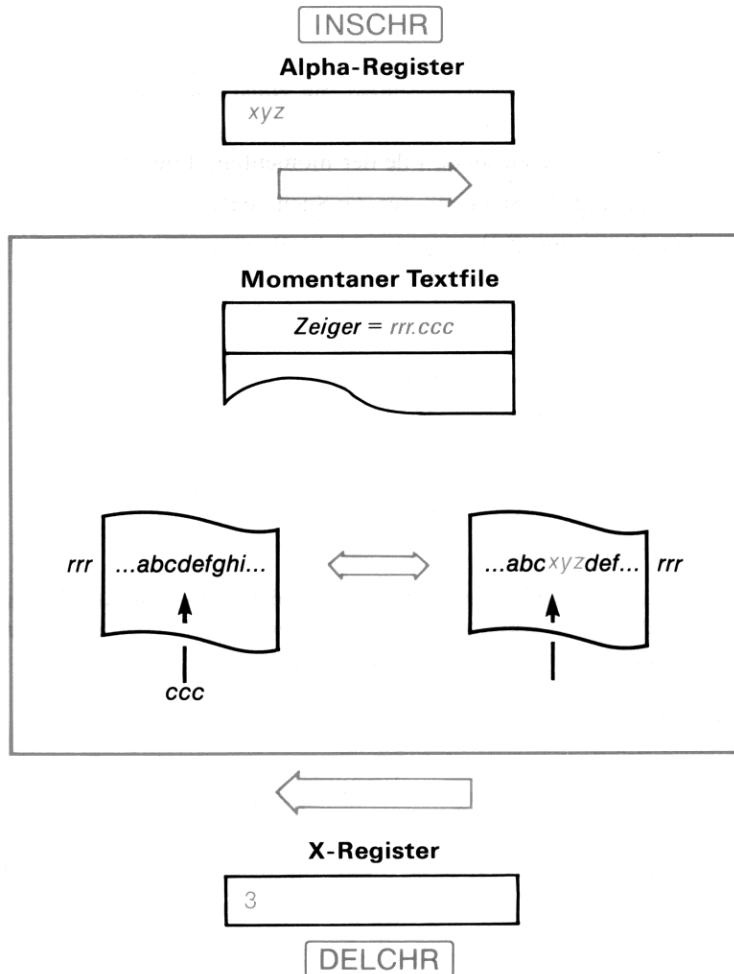 INSCHR
Alpha-Register
xyz
Momentaner Textfile
Zeiger = rrr.ccc
rrr ...abcdefghi... ...abcxyzdef... rrr
ccc
X-Register
3
DELCHR